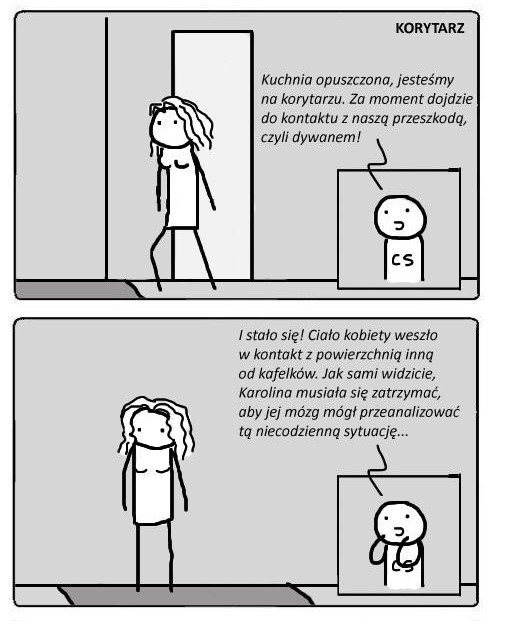 KORYTARZ
Kuchnia opuszczona, jesteśmy
na korytarzu. Za moment dojdzie
do kontaktu z naszą przeszkodą,
czyli dywanem!
CS
I stało się! Ciało kobiety weszło
w kontakt z powierzchnią inną
od kafelków. Jak sami widzicie,
Karolina musiała się zatrzymać,
aby jej mózg mógł przeanalizować
tą niecodzienną sytuację...
CS